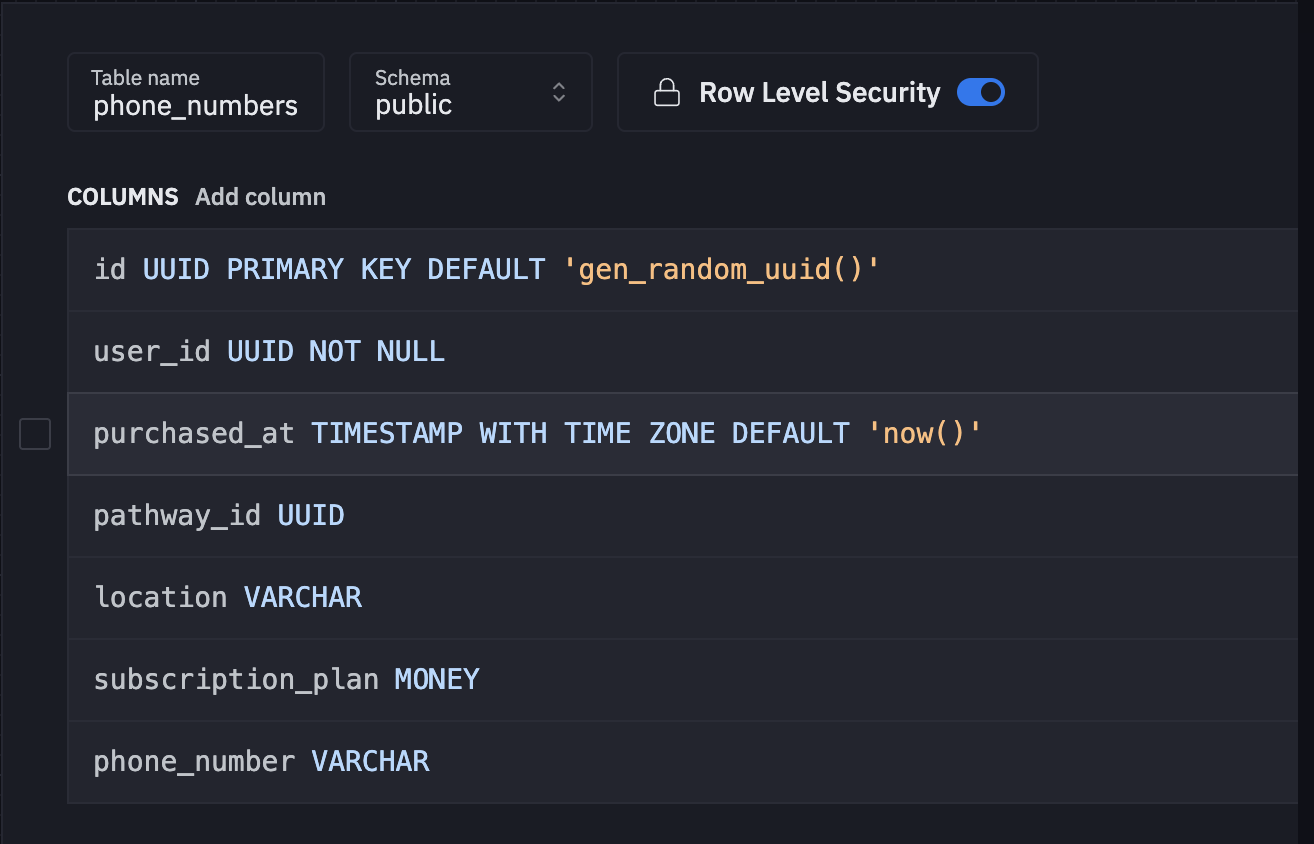 Table name
phone_numbers
Schema
public
Row Level Security
COLUMNS Add column
id UUID PRIMARY KEY DEFAULT 'gen_random_uuid()'
user_id UUID NOT NULL
purchased_at TIMESTAMP WITH TIME ZONE DEFAULT 'now()'
pathway_id UUID
location VARCHAR
subscription_plan MONEY
phone_number VARCHAR